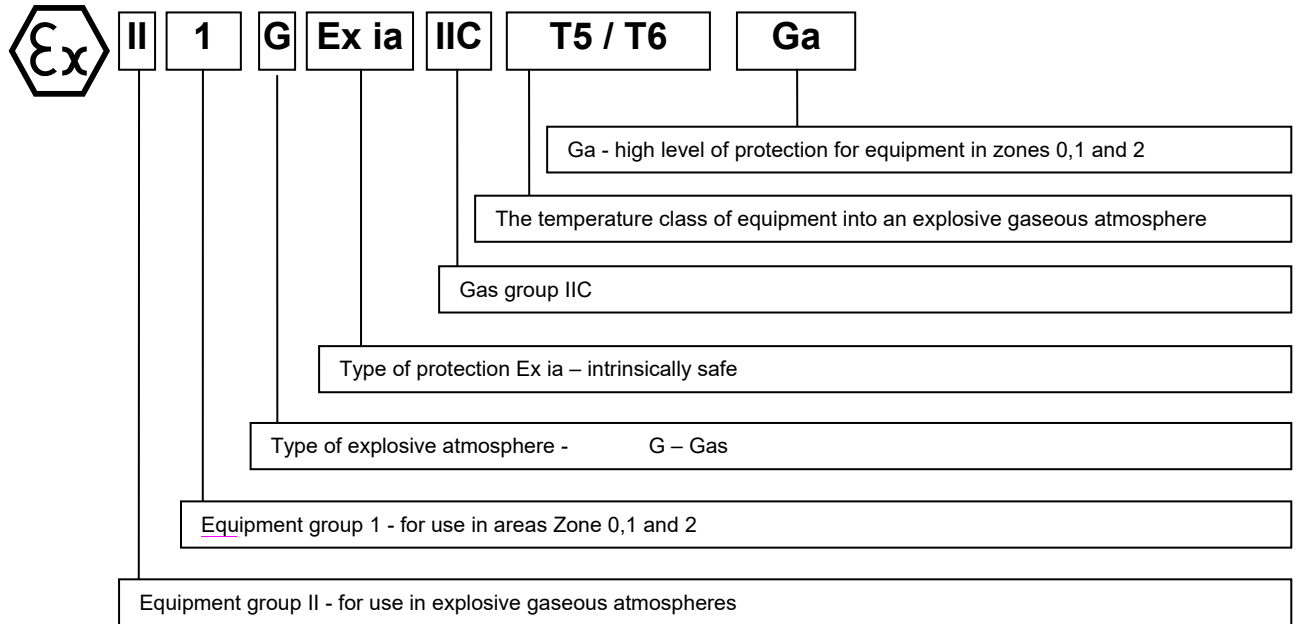 Ex II 1 G Ex ia IIC T5 / T6 Ga
Ga - high level of protection for equipment in zones 0,1 and 2
The temperature class of equipment into an explosive gaseous atmosphere
Gas group IIC
Type of protection Ex ia – intrinsically safe
Type of explosive atmosphere - G – Gas
Equipment group 1 - for use in areas Zone 0,1 and 2
Equipment group II - for use in explosive gaseous atmospheres